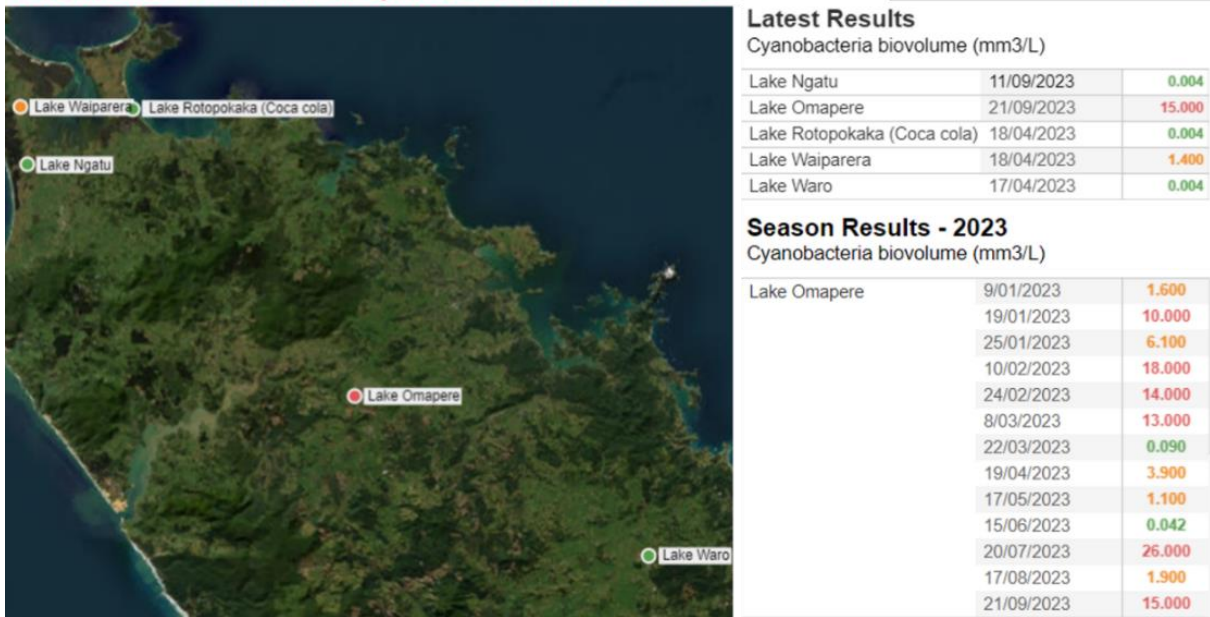 Lake Waiparera
Lake Rotopokaka (Coca cola)
Lake Ngatu
Lake Omapere
Lake Waro
Latest Results
Cyanobacteria biovolume (mm3/L)
Lake Ngatu 11/09/2023 0.004
Lake Omapere 21/09/2023 15.000
Lake Rotopokaka (Coca cola) 18/04/2023 0.004
Lake Waiparera 18/04/2023 1.400
Lake Waro 17/04/2023 0.004
Season Results - 2023
Cyanobacteria biovolume (mm3/L)
Lake Omapere 9/01/2023 1.600
19/01/2023 10.000
25/01/2023 6.100
10/02/2023 18.000
24/02/2023 14.000
8/03/2023 13.000
22/03/2023 0.090
19/04/2023 3.900
17/05/2023 1.100
15/06/2023 0.042
20/07/2023 26.000
17/08/2023 1.900
21/09/2023 15.000